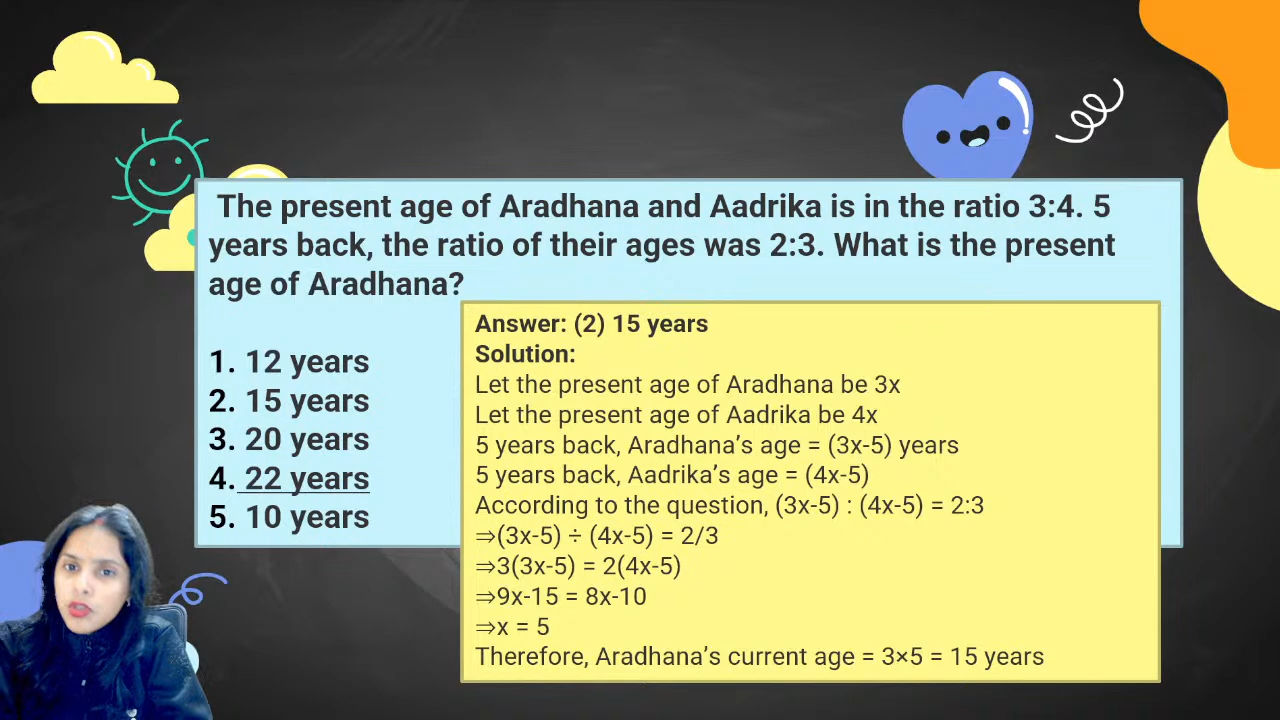 The present age of Aradhana and Aadrika is in the ratio 3:4. 5
years back, the ratio of their ages was 2:3. What is the present
age of Aradhana?
1. 12 years
2. 15 years
3. 20 years
4. 22 years
5. 10 years
Answer: (2) 15 years
Solution:
Let the present age of Aradhana be 3x
Let the present age of Aadrika be 4x
5 years back, Aradhana’s age = (3x-5) years
5 years back, Aadrika’s age = (4x-5)
According to the question, (3x-5) : (4x-5) = 2:3
⇒(3x-5) ÷ (4x-5) = 2/3
⇒3(3x-5) = 2(4x-5)
⇒9x-15 = 8x-10
⇒x = 5
Therefore, Aradhana’s current age = 3×5 = 15 years